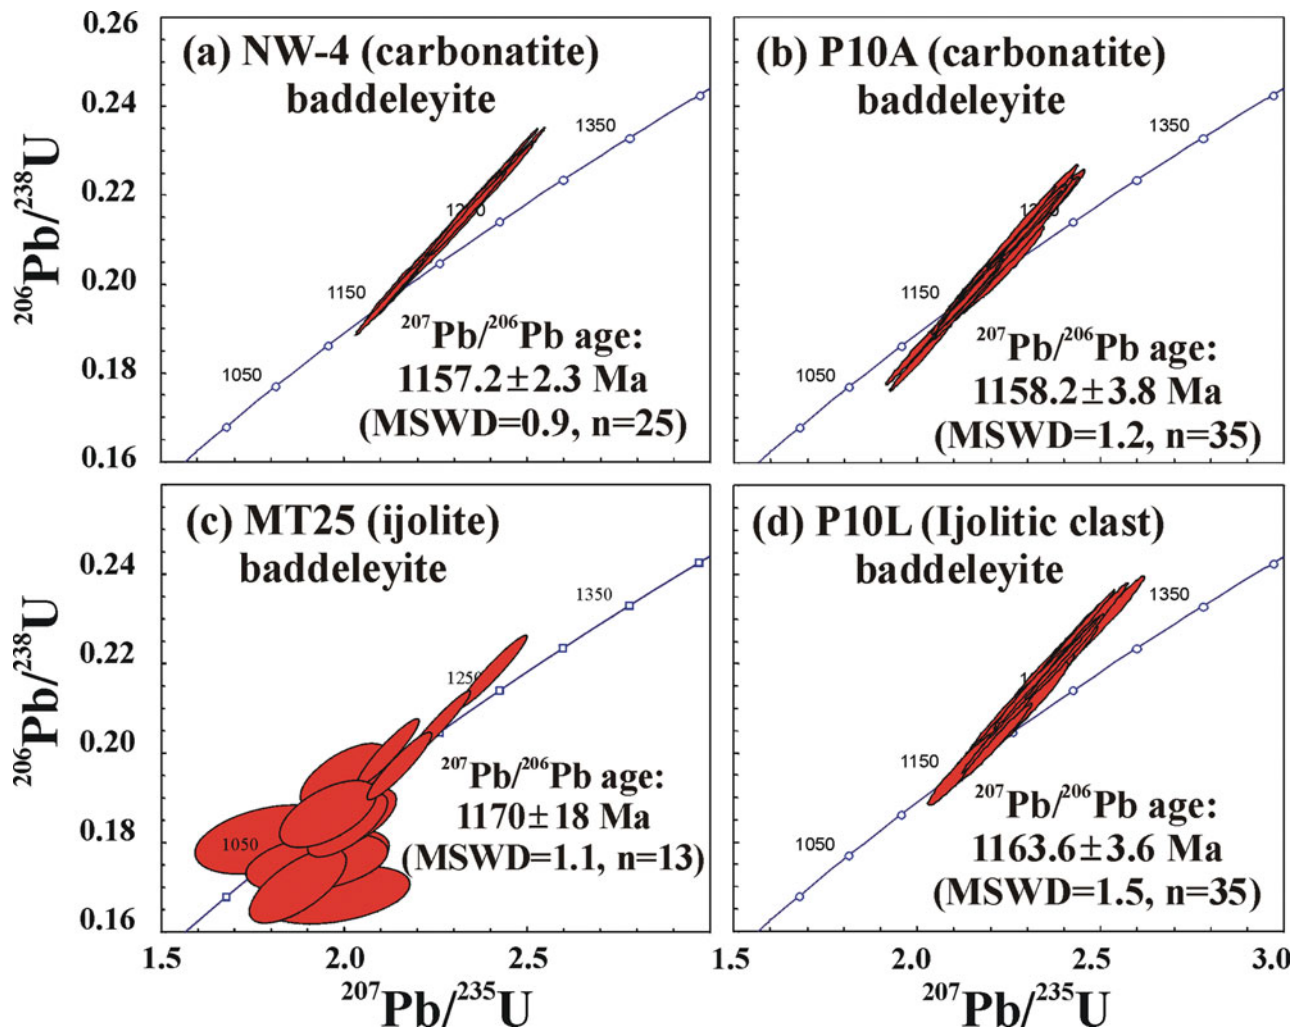 0.26
0.24
0.22
0.20
0.18
0.16
²⁰⁶Pb/²³⁸U
(a) NW-4 (carbonatite)
baddeleyite
1350
1150
1050
²⁰⁷Pb/²⁰⁶Pb age:
1157.2±2.3 Ma
(MSWD=0.9, n=25)
(b) P10A (carbonatite)
baddeleyite
1350
1150
1050
²⁰⁷Pb/²⁰⁶Pb age:
1158.2±3.8 Ma
(MSWD=1.2, n=35)
0.24
0.22
0.20
0.18
0.16
²⁰⁶Pb/²³⁸U
(c) MT25 (ijolite)
baddeleyite
1350
1250
1050
²⁰⁷Pb/²⁰⁶Pb age:
1170±18 Ma
(MSWD=1.1, n=13)
1.5 2.0 2.5
²⁰⁷Pb/²³⁵U
(d) P10L (Ijolitic clast)
baddeleyite
1350
1150
1050
²⁰⁷Pb/²⁰⁶Pb age:
1163.6±3.6 Ma
(MSWD=1.5, n=35)
1.5 2.0 2.5 3.0
²⁰⁷Pb/²³⁵U